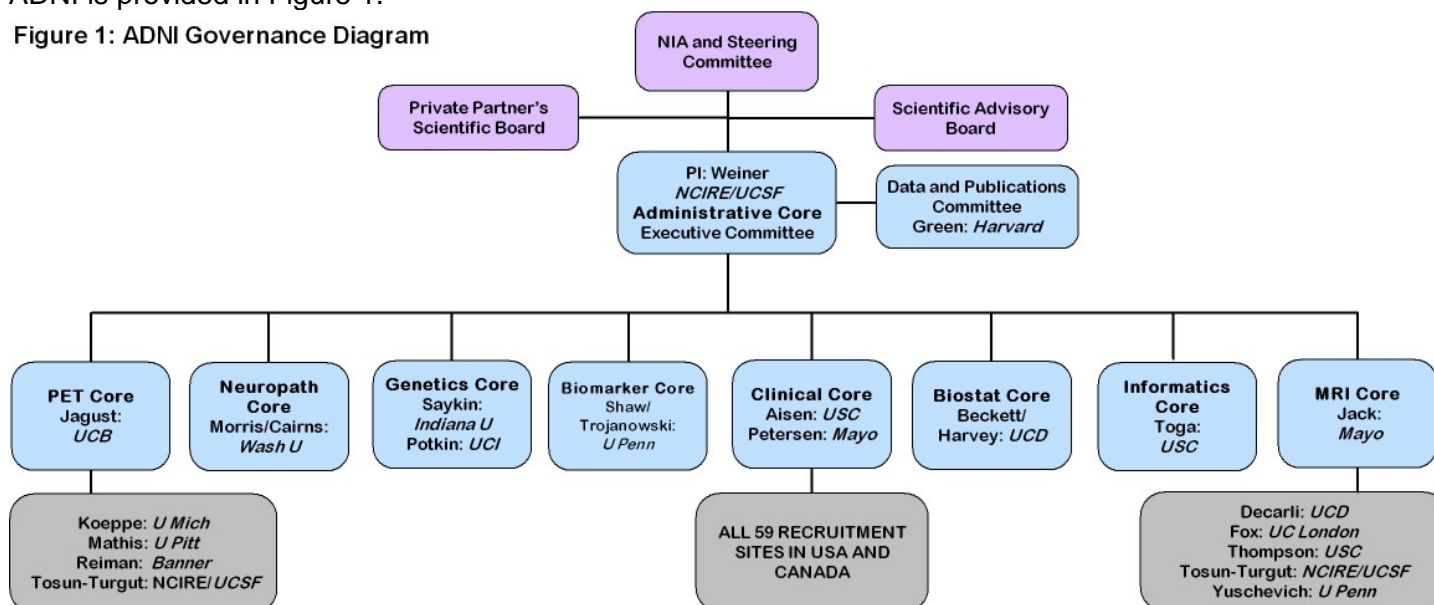 ADNI is provided in Figure 1.
Figure 1: ADNI Governance Diagram
NIA and Steering
Committee
Private Partner's
Scientific Board
Scientific Advisory
Board
PI: Weiner
NCIRE/UCSF
Administrative Core
Executive Committee
Data and Publications
Committee
Green: Harvard
PET Core
Jagust:
UCB
Neuropath
Core
Morris/Cairns:
Wash U
Genetics Core
Saykin:
Indiana U
Potkin: UCI
Biomarker Core
Shaw/
Trojanowski:
U Penn
Clinical Core
Aisen: USC
Petersen: Mayo
Biostat Core
Beckett/
Harvey: UCD
Informatics
Core
Toga:
USC
MRI Core
Jack:
Mayo
Koeppe: U Mich
Mathis: U Pitt
Reiman: Banner
Tosun-Turgut: NCIRE/UCSF
ALL 59 RECRUITMENT
SITES IN USA AND
CANADA
Decarli: UCD
Fox: UC London
Thompson: USC
Tosun-Turgut: NCIRE/UCSF
Yuschevich: U Penn